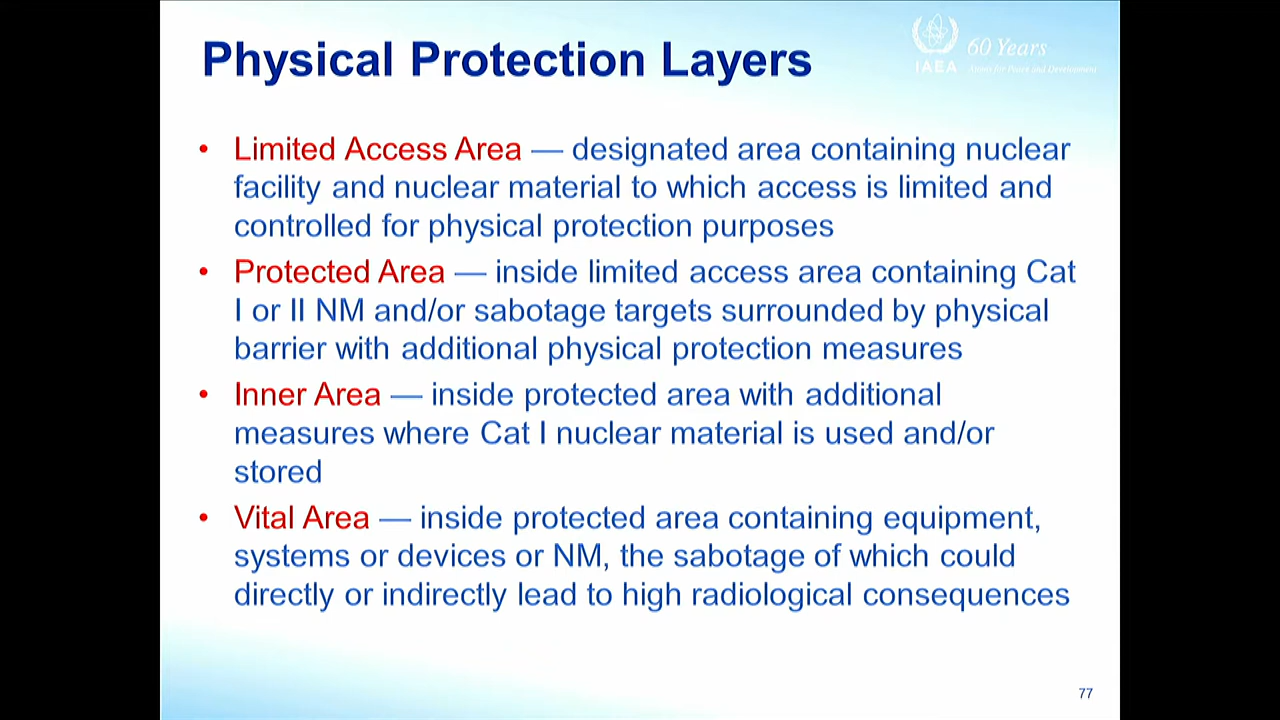 Physical Protection Layers
60 Years
IAEA Atoms for Peace and Development
• Limited Access Area — designated area containing nuclear
facility and nuclear material to which access is limited and
controlled for physical protection purposes
• Protected Area — inside limited access area containing Cat
I or II NM and/or sabotage targets surrounded by physical
barrier with additional physical protection measures
• Inner Area — inside protected area with additional
measures where Cat I nuclear material is used and/or
stored
• Vital Area — inside protected area containing equipment,
systems or devices or NM, the sabotage of which could
directly or indirectly lead to high radiological consequences
77